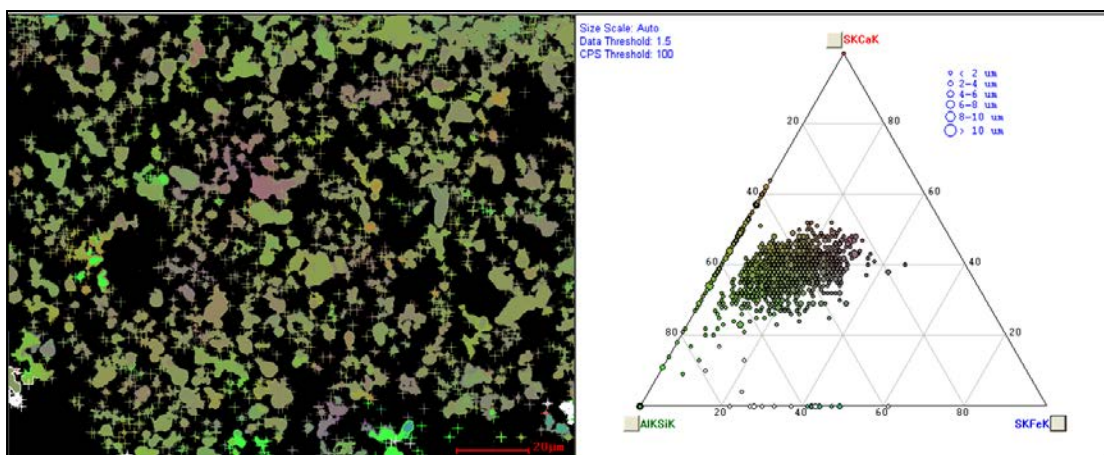 Size Scale: Auto
Data Threshold: 1.5
CPS Threshold: 100
SKCaK
< 2 um
2-4 um
4-6 um
6-8 um
8-10 um
> 10 um
20
80
40
60
60
40
80
20
20
40
60
80
AlKSiK
SKFeK
20µm